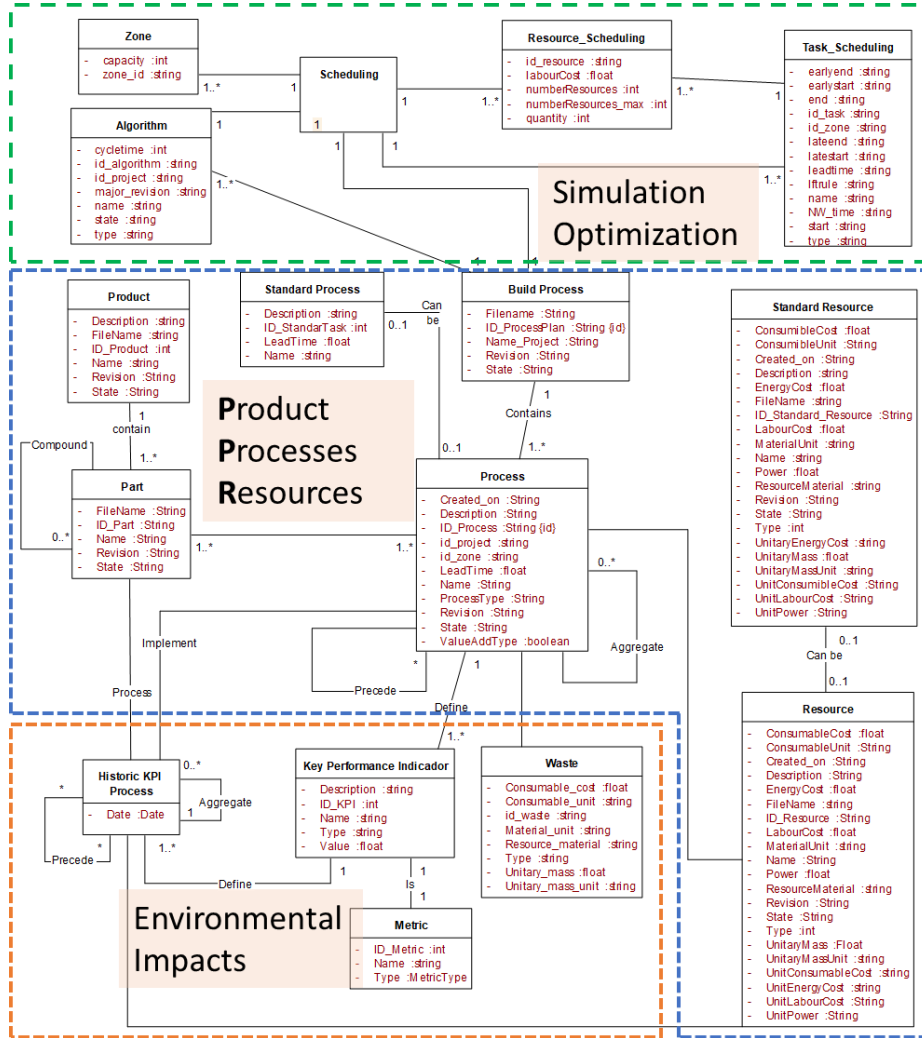 Zone
- capacity :int
- zone_id :string
Scheduling
Resource_Scheduling
- id_resource :string
- labourCost :float
- numberResources :int
- numberResources_max :int
- quantity :int
Task_Scheduling
- earlyend :string
- earlystart :string
- end :string
- id_task :string
- id_zone :string
- lateend :string
- latestart :string
- leadtime :string
- lftrule :string
- name :string
- NW_time :string
- start :string
- type :string
1..*
1
1
1..*
1..*
1
Algorithm
- cycletime :int
- id_algorithm :string
- id_project :string
- major_revision :string
- name :string
- state :string
- type :string
1
1
1
1
1..*
1..*
Simulation
Optimization
1
1
Product
- Description :string
- FileName :string
- ID_Product :int
- Name :string
- Revision :String
- State :String
Standard Process
- Description :string
- ID_StandarTask :int
- LeadTime :float
- Name :string
Can
be
0..1
0..1
Build Process
- Filename :String
- ID_ProcessPlan :String {id}
- Name_Project :String
- Revision :String
- State :String
1
Contains
1..*
Standard Resource
- ConsumibleCost :float
- ConsumibleUnit :String
- Created_on :String
- Description :string
- EnergyCost :float
- FileName :string
- ID_Standard_Resource :String
- LabourCost :float
- MaterialUnit :string
- Name :string
- Power :float
- ResourceMaterial :string
- Revision :String
- State :String
- Type :int
- UnitaryEnergyCost :string
- UnitaryMass :float
- UnitaryMassUnit :string
- UnitConsumibleCost :String
- UnitLabourCost :String
- UnitPower :String
0..1
Can be
0..1
1
contain
1..*
Compound
0..*
Product
Processes
Resources
Part
- FileName :String
- ID_Part :String
- Name :String
- Revision :String
- State :String
1..*
1..*
Process
- Created_on :String
- Description :String
- ID_Process :String {id}
- id_project :string
- id_zone :string
- LeadTime :float
- Name :String
- ProcessType :String
- Revision :String
- State :String
- ValueAddType :boolean
0..*
Aggregate
*
Precede
1
Define
1..*
Implement
Process
Resource
- ConsumableCost :float
- ConsumableUnit :String
- Created_on :String
- Description :String
- EnergyCost :float
- FileName :string
- ID_Resource :String
- LabourCost :float
- MaterialUnit :string
- Name :String
- Power :float
- ResourceMaterial :string
- Revision :String
- State :String
- Type :int
- UnitaryMass :Float
- UnitaryMassUnit :string
- UnitConsumableCost :string
- UnitEnergyCost :string
- UnitLabourCost :String
- UnitPower :String
Historic KPI
Process
- Date :Date
0..*
Aggregate
1
*
Precede
*
1..*
Define
1
Key Performance Indicador
- Description :string
- ID_KPI :int
- Name :string
- Type :string
- Value :float
1
Is
1
Waste
- Consumable_cost :float
- Consumable_unit :string
- id_waste :string
- Material_unit :string
- Resource_material :string
- Type :string
- Unitary_mass :float
- Unitary_mass_unit :string
Environmental
Impacts
Metric
- ID_Metric :int
- Name :string
- Type :MetricType